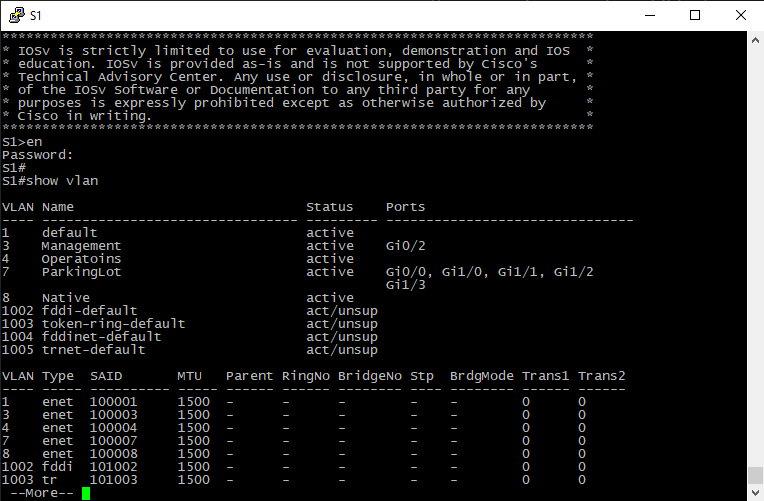 S1
**************************************************************************
* IOSv is strictly limited to use for evaluation, demonstration and IOS  *
* education. IOSv is provided as-is and is not supported by Cisco's      *
* Technical Advisory Center. Any use or disclosure, in whole or in part, *
* of the IOSv Software or Documentation to any third party for any       *
* purposes is expressly prohibited except as otherwise authorized by     *
* Cisco in writing.                                                      *
**************************************************************************
S1>en
Password:
S1#
S1#show vlan

VLAN Name                             Status    Ports
---- -------------------------------- --------- -------------------------------
1    default                          active
3    Management                       active    Gi0/2
4    Operatoins                       active
7    ParkingLot                       active    Gi0/0, Gi1/0, Gi1/1, Gi1/2
                                                Gi1/3
8    Native                           active
1002 fddi-default                     act/unsup
1003 token-ring-default               act/unsup
1004 fddinet-default                  act/unsup
1005 trnet-default                    act/unsup

VLAN Type  SAID       MTU   Parent RingNo BridgeNo Stp  BrdgMode Trans1 Trans2
---- ----- ---------- ----- ------ ------ -------- ---- -------- ------ ------
1    enet  100001     1500  -      -      -        -    -        0      0
3    enet  100003     1500  -      -      -        -    -        0      0
4    enet  100004     1500  -      -      -        -    -        0      0
7    enet  100007     1500  -      -      -        -    -        0      0
8    enet  100008     1500  -      -      -        -    -        0      0
1002 fddi  101002     1500  -      -      -        -    -        0      0
1003 tr    101003     1500  -      -      -        -    -        0      0
 --More--